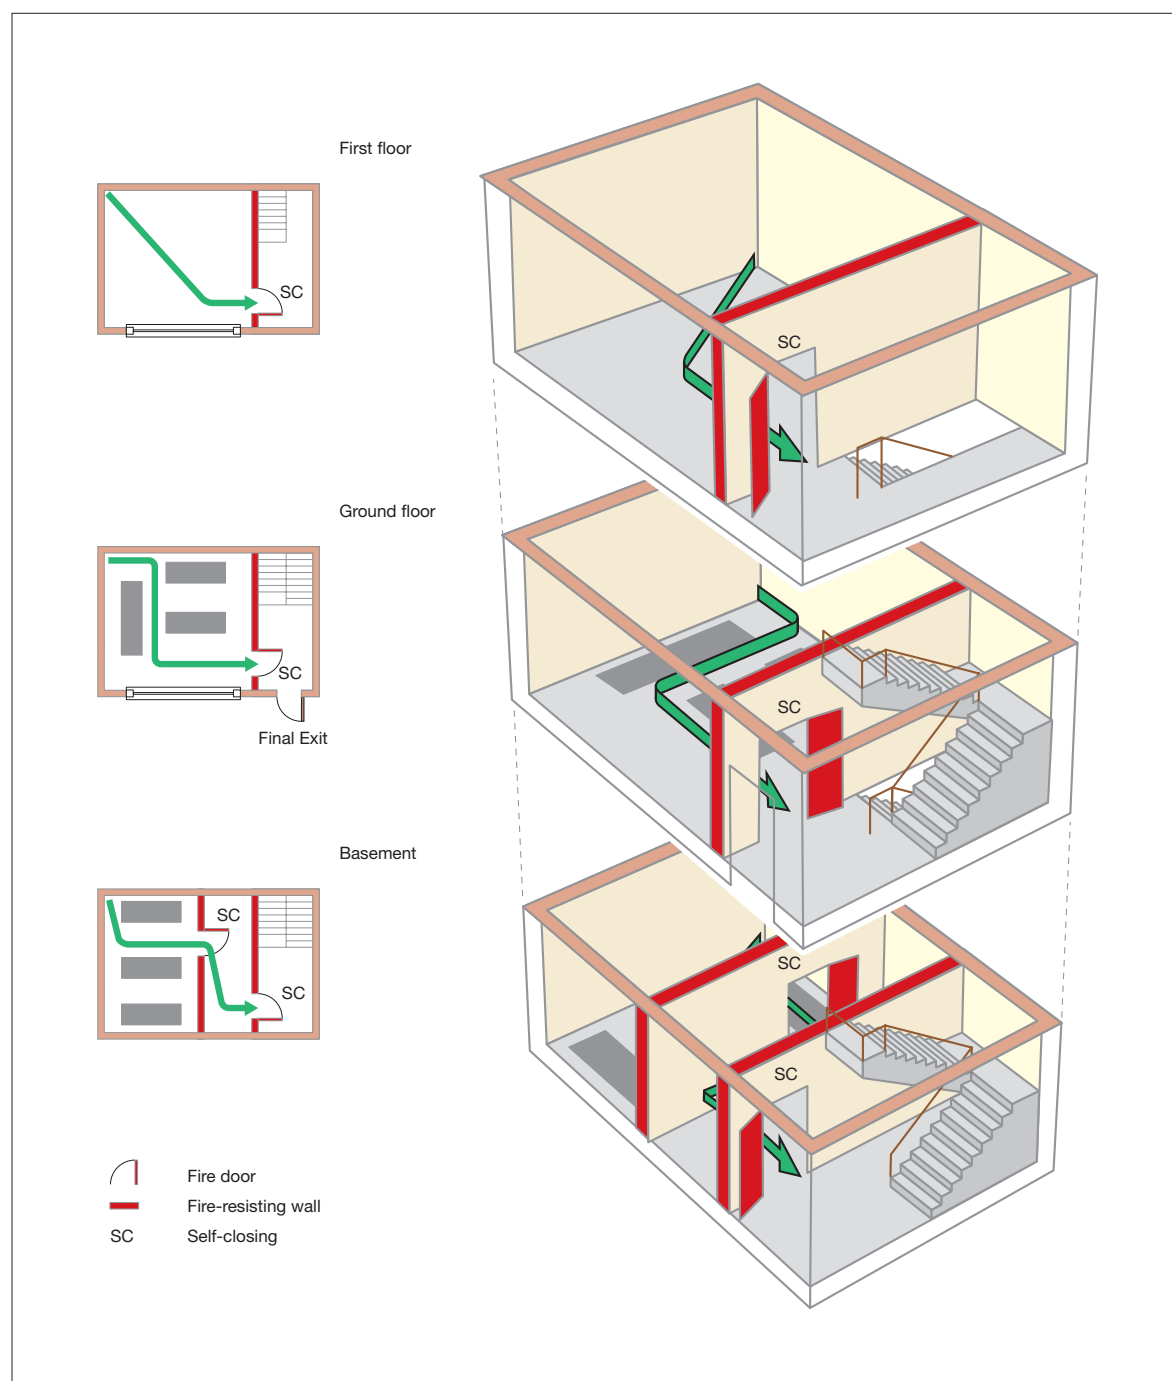 First floor
SC
SC
Ground floor
SC
SC
Final Exit
Basement
SC
SC
SC
SC
Fire door
Fire-resisting wall
SC
Self-closing